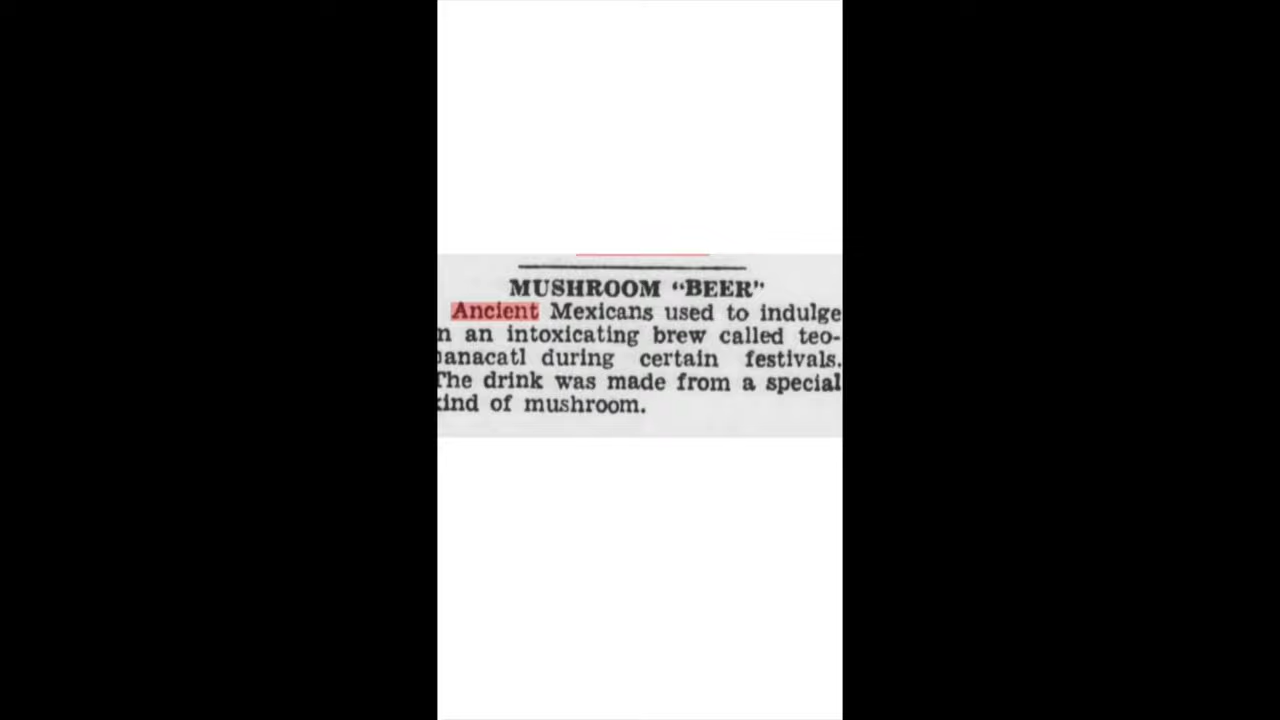 MUSHROOM “BEER”
Ancient Mexicans used to indulge
n an intoxicating brew called teo-
anacatl during certain festivals.
The drink was made from a special
kind of mushroom.